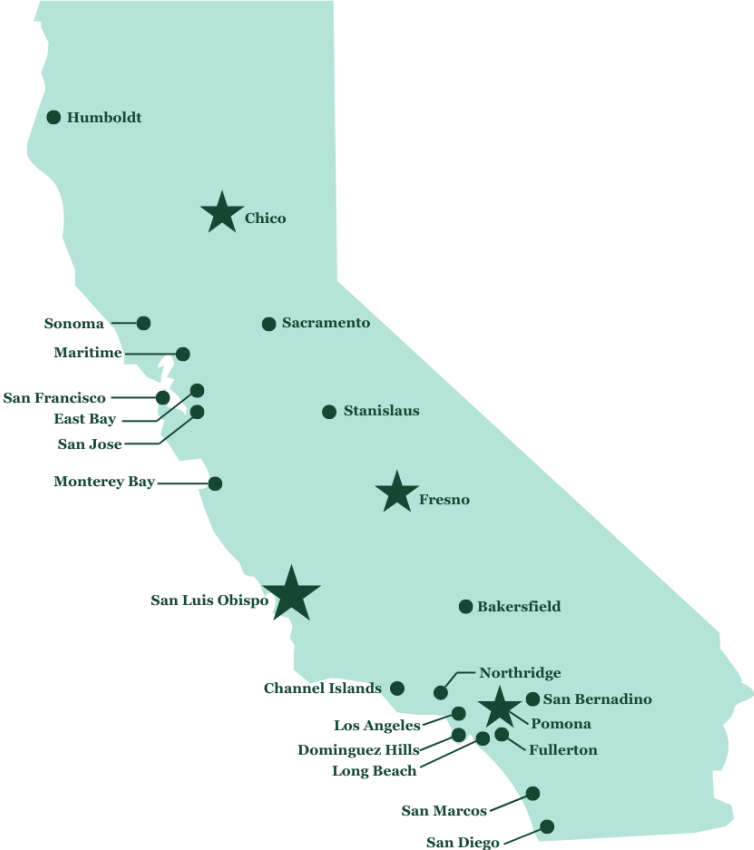 Humboldt
Chico
Sonoma
Sacramento
Maritime
San Francisco
East Bay
Stanislaus
San Jose
Monterey Bay
Fresno
San Luis Obispo
Bakersfield
Northridge
Channel Islands
San Bernadino
Los Angeles
Pomona
Dominguez Hills
Fullerton
Long Beach
San Marcos
San Diego